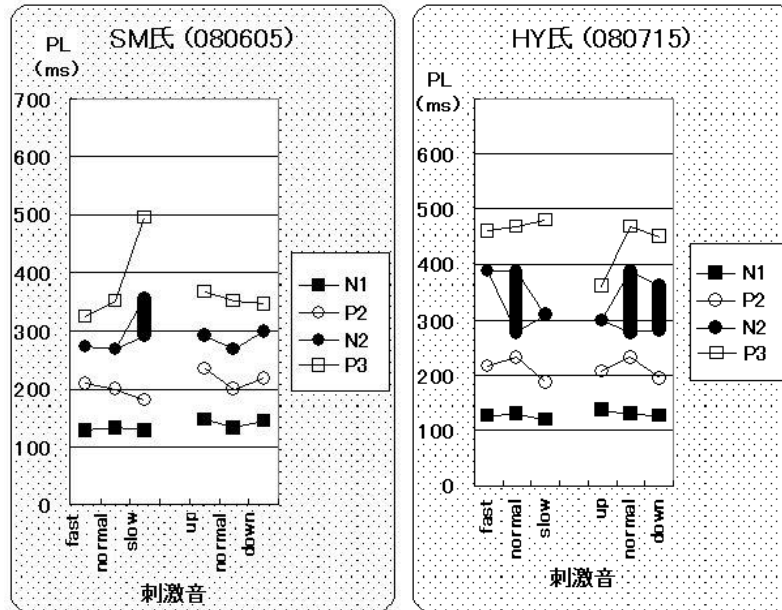 SM氏 (080605)
PL
(ms)
700
600
500
400
300
200
100
0
fast
normal
slow
up
normal
down
刺激音
N1
P2
N2
P3
HY氏 (080715)
PL
(ms)
600
500
400
300
200
100
0
fast
normal
slow
up
normal
down
刺激音
N1
P2
N2
P3